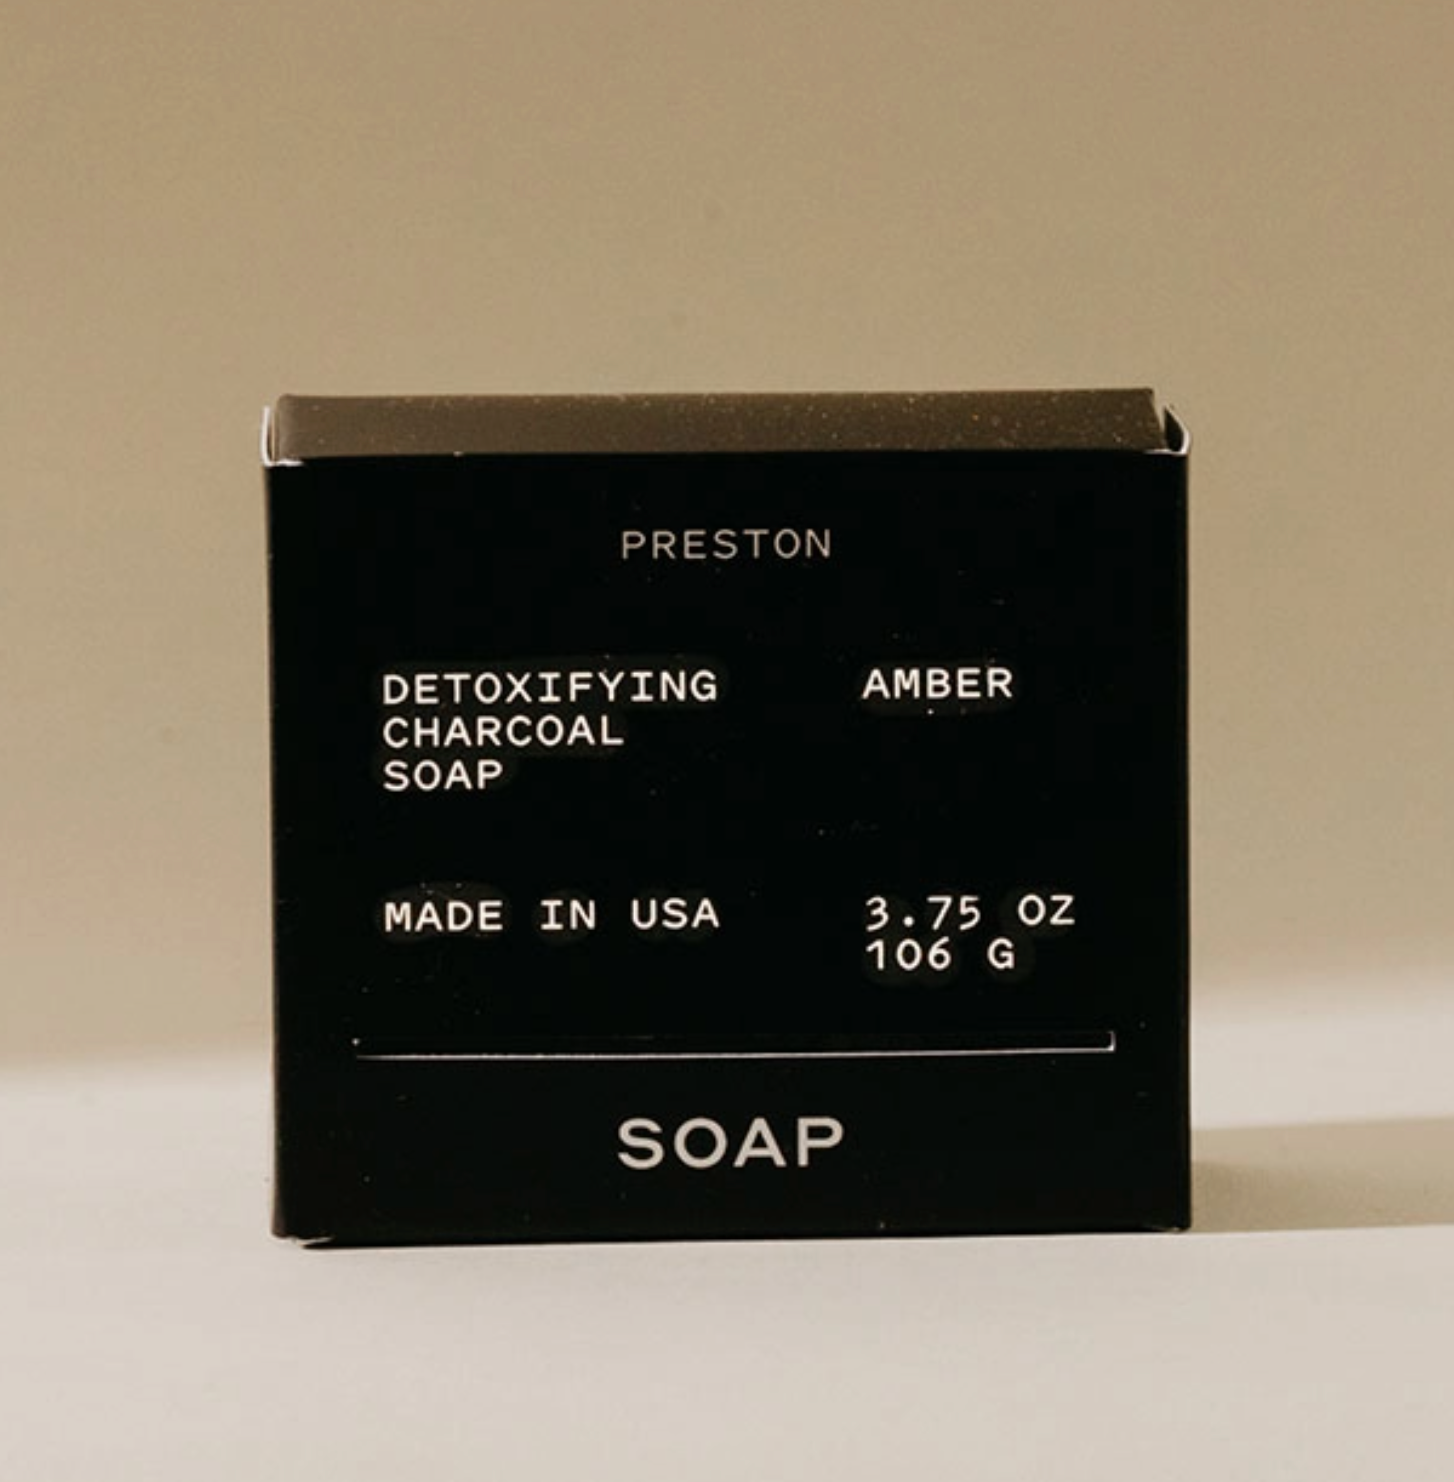 PRESTON
DETOXIFYING
CHARCOAL
SOAP
AMBER
MADE IN USA
3.75 OZ
106 G
SOAP